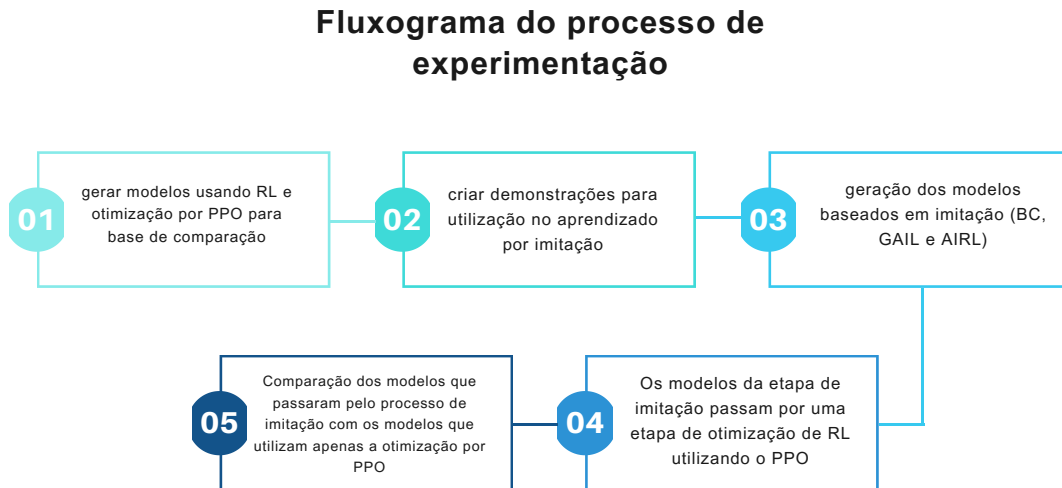 Fluxograma do processo de
experimentação
01
gerar modelos usando RL e
otimização por PPO para
base de comparação
02
criar demonstrações para
utilização no aprendizado
por imitação
03
geração dos modelos
baseados em imitação (BC,
GAIL e AIRL)
04
Os modelos da etapa de
imitação passam por uma
etapa de otimização de RL
utilizando o PPO
05
Comparação dos modelos que
passaram pelo processo de
imitação com os modelos que
utilizam apenas a otimização por
PPO